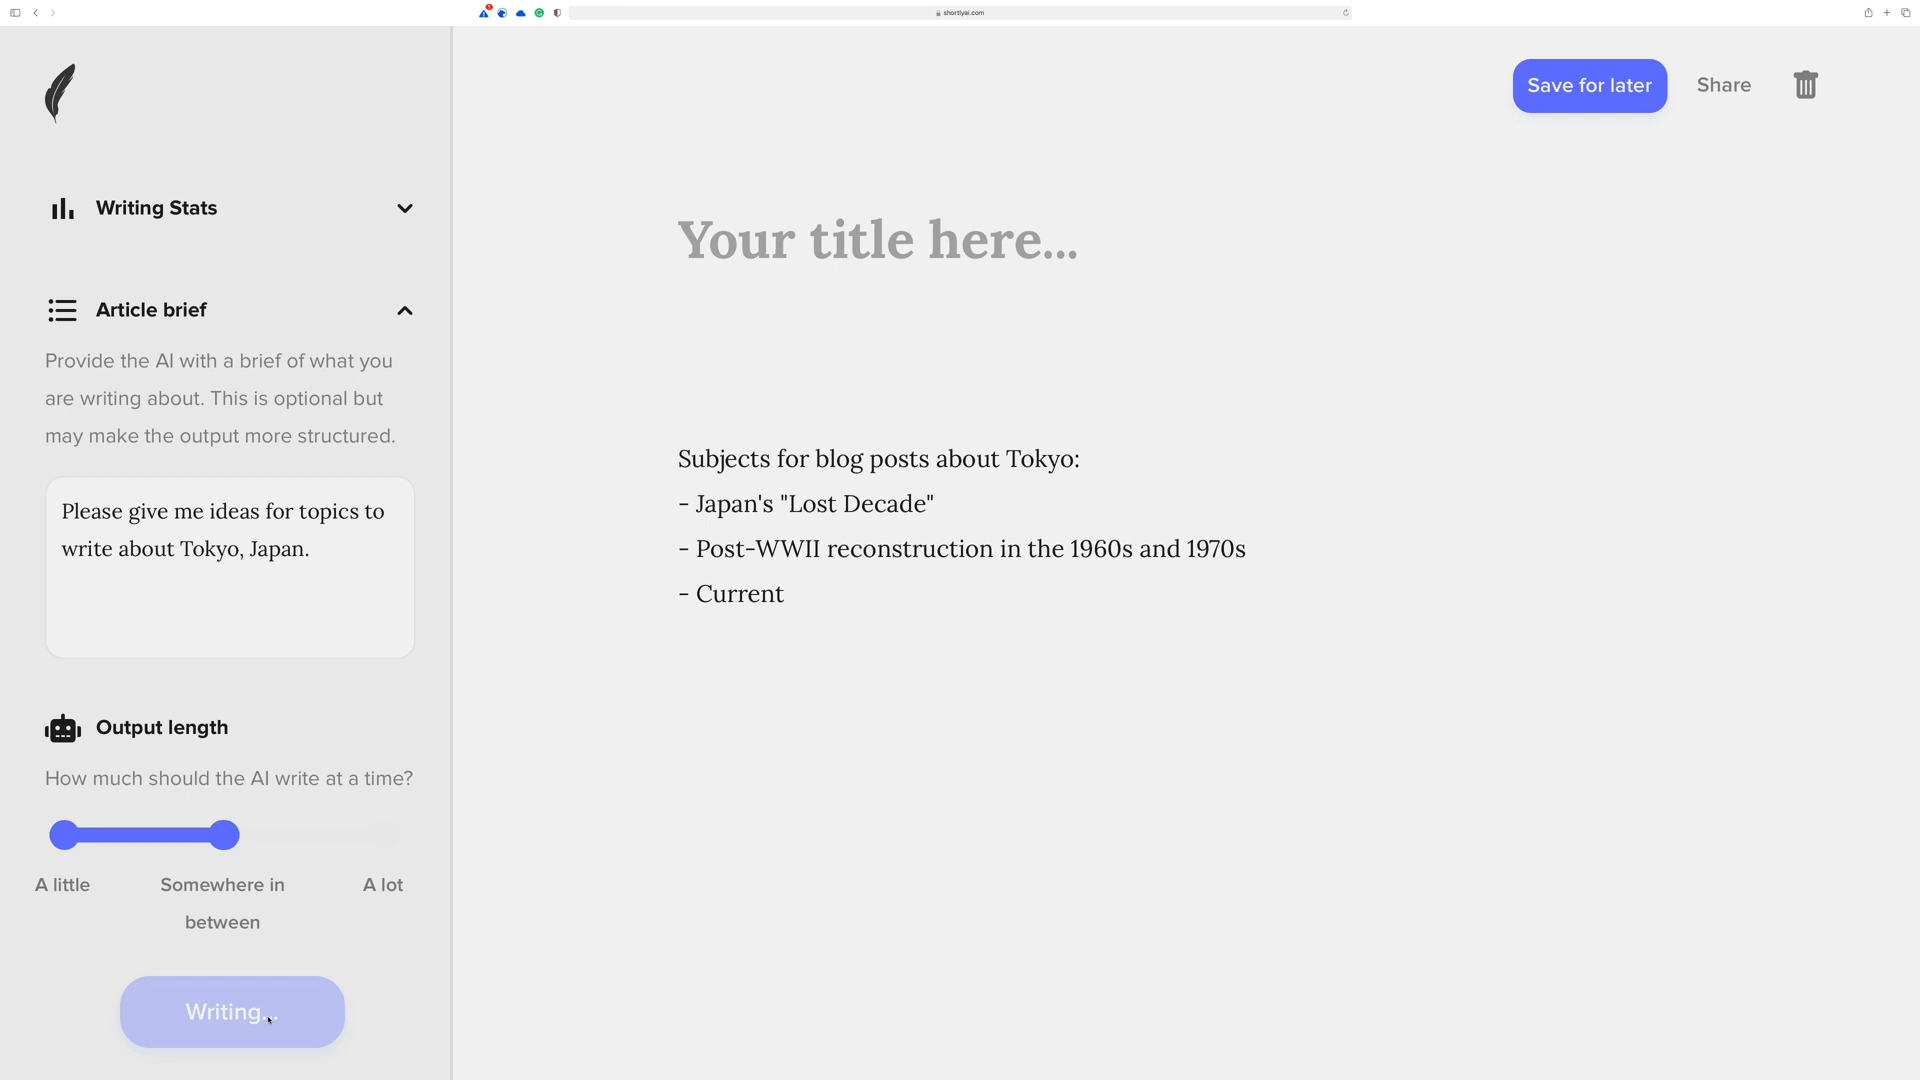 shortlyai.com
1
Save for later
Share
Writing Stats
Article brief
Provide the AI with a brief of what you
are writing about. This is optional but
may make the output more structured.
Please give me ideas for topics to
write about Tokyo, Japan.
Output length
How much should the AI write at a time?
A little
Somewhere in
between
A lot
Writing...
Your title here...
Subjects for blog posts about Tokyo:
- Japan's "Lost Decade"
- Post-WWII reconstruction in the 1960s and 1970s
- Current